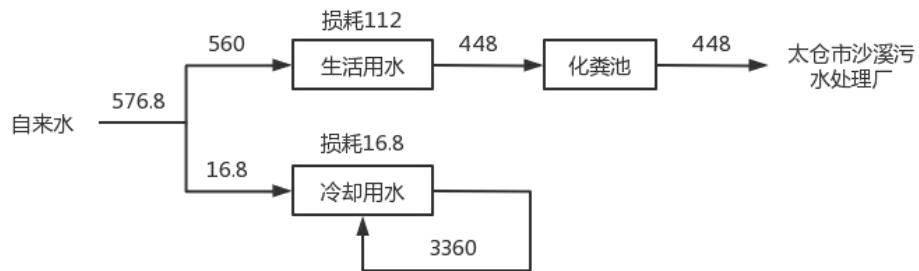 损耗112
560
生活用水
448
化粪池
448
太仓市沙溪污
水处理厂
576.8
自来水
损耗16.8
16.8
冷却用水
3360